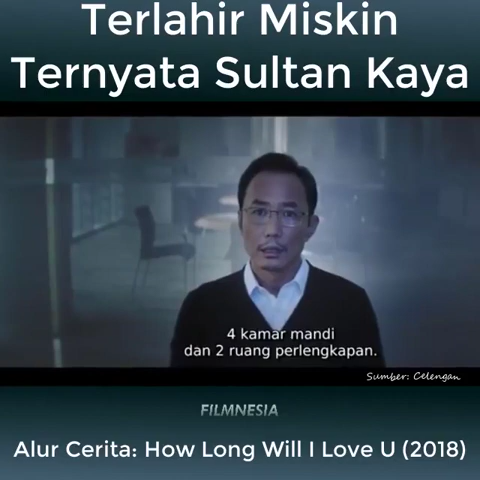 Terlahir Miskin
Ternyata Sultan Kaya
4 kamar mandi
dan 2 ruang perlengkapan.
Sumber: Celengan
FILMNESIA
Alur Cerita: How Long Will I Love U (2018)